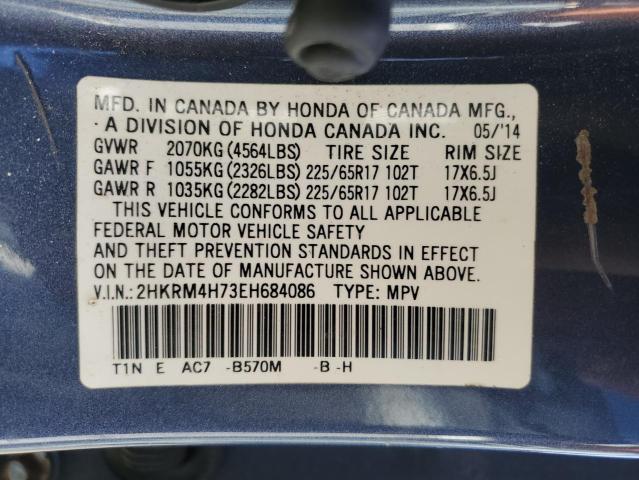 MFD. IN CANADA BY HONDA OF CANADA MFG.,
A DIVISION OF HONDA CANADA INC. 05/'14
GVWR 2070KG(4564LBS) TIRE SIZE RIM SIZE
GAWR F 1055KG(2326LBS) 225/65R17 102T 17X6.5J
GAWR R 1035KG(2282LBS) 225/65R17 102T 17X6.5J
THIS VEHICLE CONFORMS TO ALL APPLICABLE
FEDERAL MOTOR VEHICLE SAFETY
AND THEFT PREVENTION STANDARDS IN EFFECT
ON THE DATE OF MANUFACTURE SHOWN ABOVE.
V.I.N.: 2HKRM4H73EH684086 TYPE: MPV
T1N E AC7 -B570M -B -H